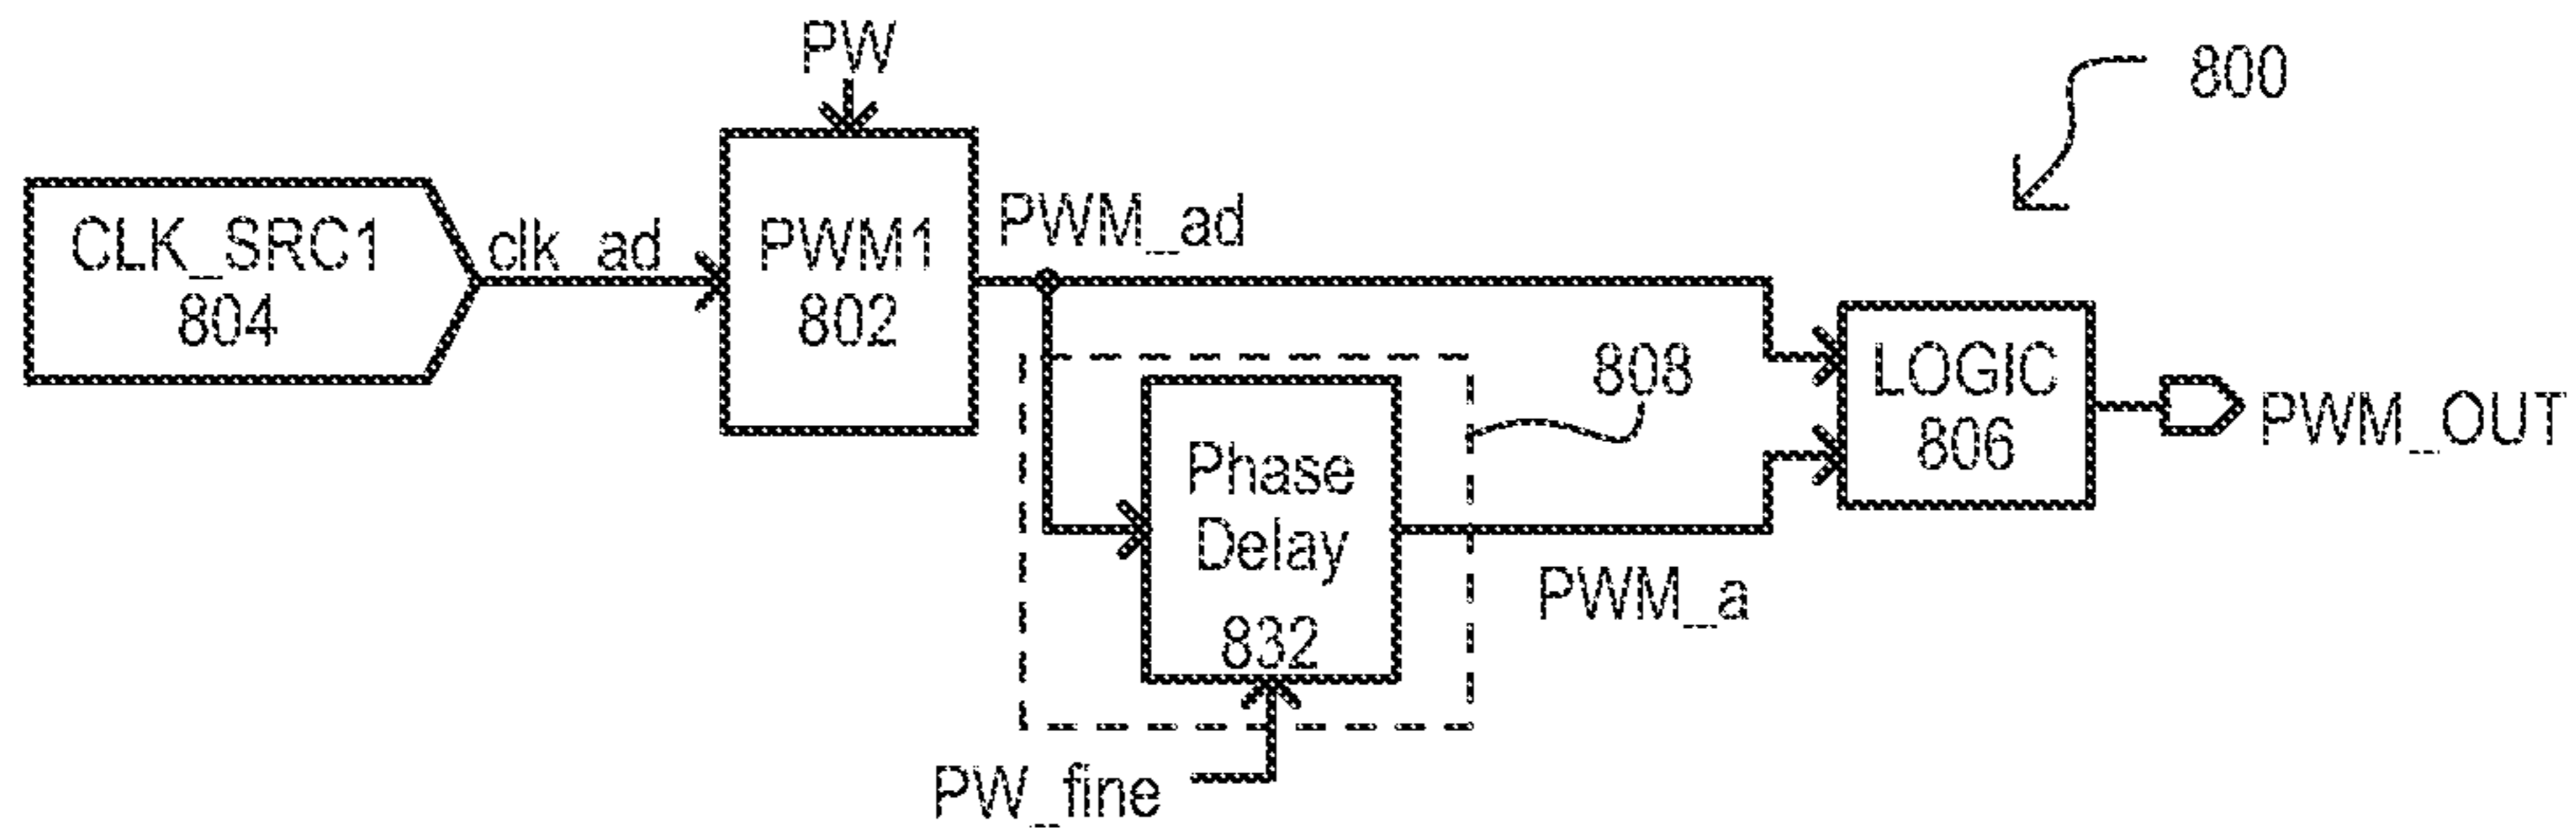 PW
800
CLK_SRC1
804
clk_ad
PWM1
802
PWM_ad
808
LOGIC
806
PWM_OUT
Phase
Delay
832
PWM_a
PW_fine